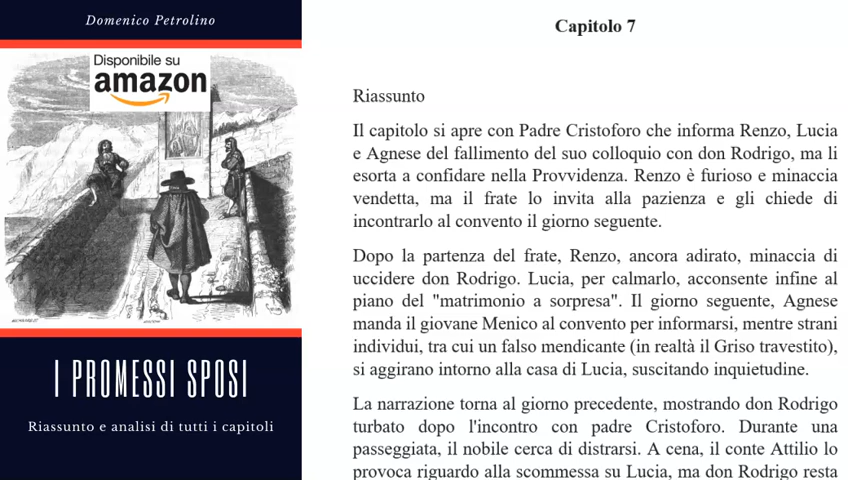 Domenico Petrolino
Disponibile su
amazon
I PROMESSI SPOSI
Riassunto e analisi di tutti i capitoli
Capitolo 7
Riassunto
Il capitolo si apre con Padre Cristoforo che informa Renzo, Lucia
e Agnese del fallimento del suo colloquio con don Rodrigo, ma li
esorta a confidare nella Provvidenza. Renzo è furioso e minaccia
vendetta, ma il frate lo invita alla pazienza e gli chiede di
incontrarlo al convento il giorno seguente.
Dopo la partenza del frate, Renzo, ancora adirato, minaccia di
uccidere don Rodrigo. Lucia, per calmarlo, acconsente infine al
piano del "matrimonio a sorpresa". Il giorno seguente, Agnese
manda il giovane Menico al convento per informarsi, mentre strani
individui, tra cui un falso mendicante (in realtà il Griso travestito),
si aggirano intorno alla casa di Lucia, suscitando inquietudine.
La narrazione torna al giorno precedente, mostrando don Rodrigo
turbato dopo l'incontro con padre Cristoforo. Durante una
passeggiata, il nobile cerca di distrarsi. A cena, il conte Attilio lo
provoca riguardo alla scommessa su Lucia, ma don Rodrigo resta